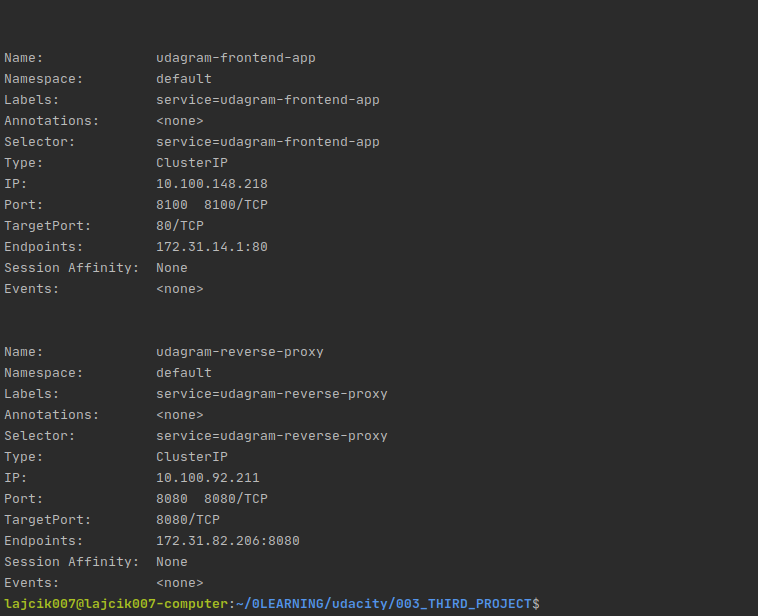 Name:              udagram-frontend-app
Namespace:         default
Labels:            service=udagram-frontend-app
Annotations:       <none>
Selector:          service=udagram-frontend-app
Type:              ClusterIP
IP:                10.100.148.218
Port:              8100  8100/TCP
TargetPort:        80/TCP
Endpoints:         172.31.14.1:80
Session Affinity:  None
Events:            <none>
Name:              udagram-reverse-proxy
Namespace:         default
Labels:            service=udagram-reverse-proxy
Annotations:       <none>
Selector:          service=udagram-reverse-proxy
Type:              ClusterIP
IP:                10.100.92.211
Port:              8080  8080/TCP
TargetPort:        8080/TCP
Endpoints:         172.31.82.206:8080
Session Affinity:  None
Events:            <none>
lajcik007@lajcik007-computer:~/0LEARNING/udacity/003_THIRD_PROJECT$